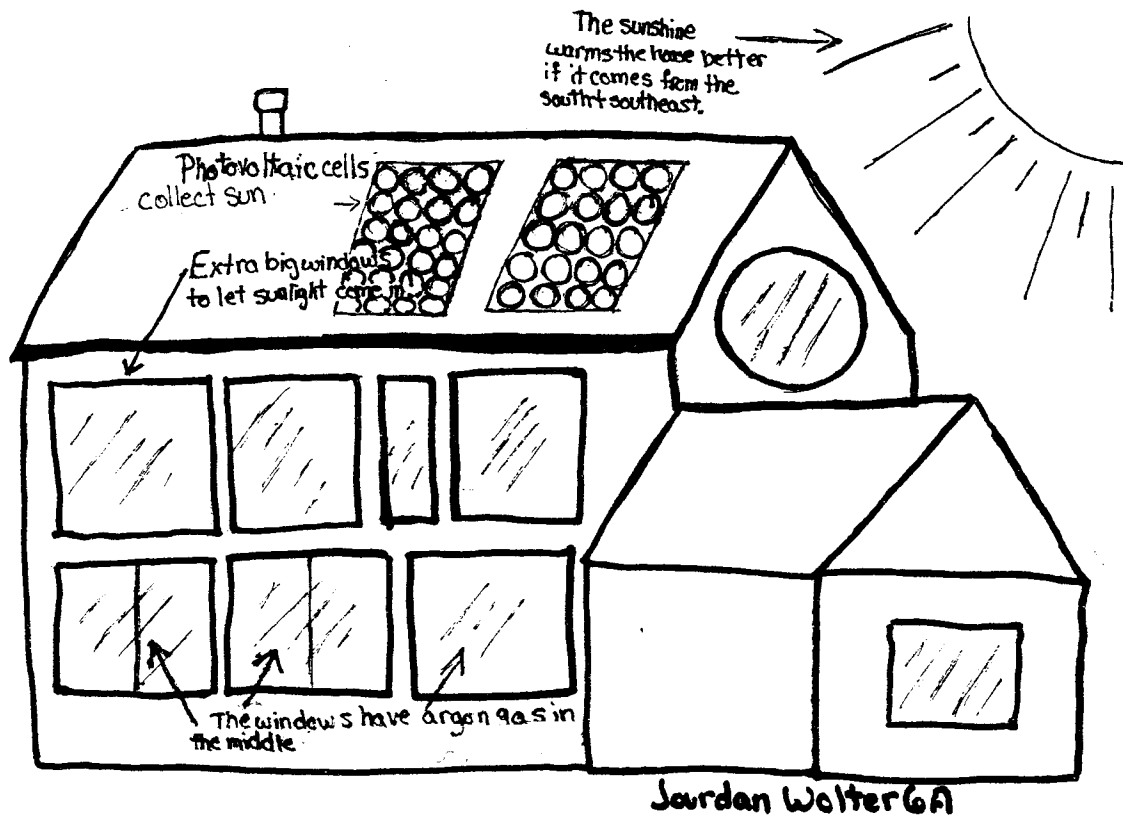 The sunshine
warms the house better
if it comes from the
south + southeast.
Photovoltaic cells
collect sun
Extra big windows
to let sunlight come in.
The windows have argon gas in
the middle
Jourdan Wolter 6A